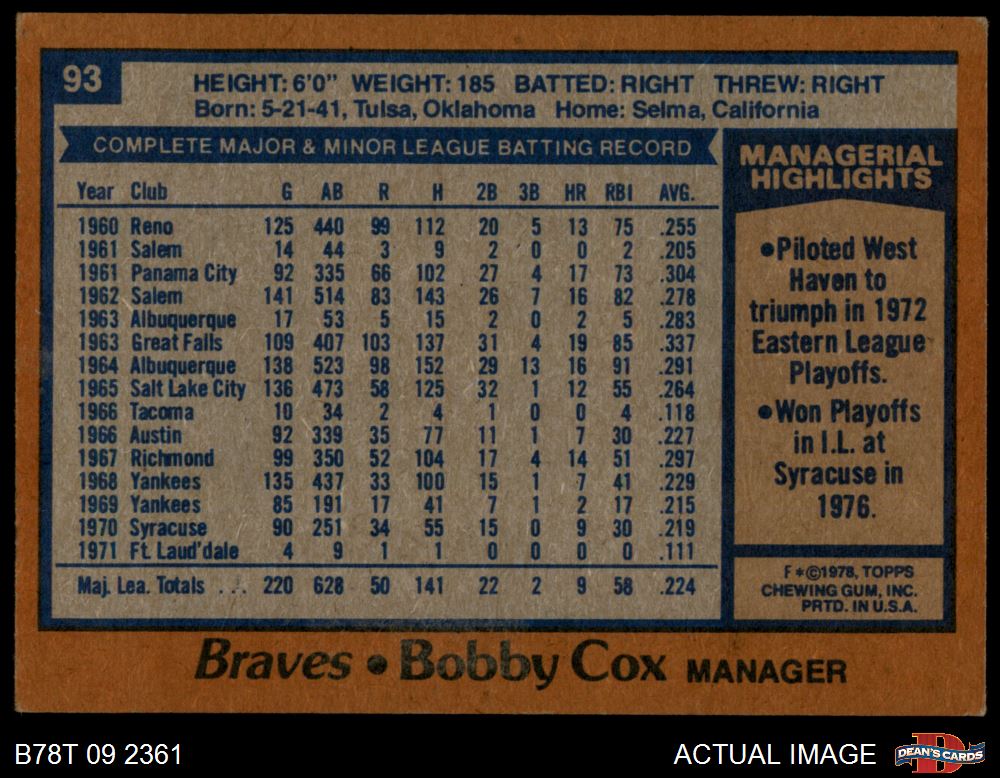 93
HEIGHT: 6'0" WEIGHT: 185 BATTED: RIGHT THREW: RIGHT
Born: 5-21-41, Tulsa, Oklahoma Home: Selma, California
COMPLETE MAJOR & MINOR LEAGUE BATTING RECORD
Year Club G AB R H 2B 3B HR RBI AVG.
1960 Reno 125 440 99 112 20 5 13 75 .255
1961 Salem 14 44 3 9 2 0 0 2 .205
1961 Panama City 92 335 66 102 27 4 17 73 .304
1962 Salem 141 514 83 143 26 7 16 82 .278
1963 Albuquerque 17 53 5 15 2 0 2 5 .283
1963 Great Falls 109 407 103 137 31 4 19 85 .337
1964 Albuquerque 138 523 98 152 29 13 16 91 .291
1965 Salt Lake City 136 473 58 125 32 1 12 55 .264
1966 Tacoma 10 34 2 4 1 0 0 4 .118
1966 Austin 92 339 35 77 11 1 7 30 .227
1967 Richmond 99 350 52 104 17 4 14 51 .297
1968 Yankees 135 437 33 100 15 1 7 41 .229
1969 Yankees 85 191 17 41 7 1 2 17 .215
1970 Syracuse 90 251 34 55 15 0 9 30 .219
1971 Ft. Laud'dale 4 9 1 1 0 0 0 0 .111
Maj. Lea. Totals . . . 220 628 50 141 22 2 9 58 .224
MANAGERIAL
HIGHLIGHTS
●Piloted West
Haven to
triumph in 1972
Eastern League
Playoffs.
●Won Playoffs
in I.L. at
Syracuse in
1976.
F*©1978, TOPPS
CHEWING GUM, INC.
PRTD. IN U.S.A.
Braves ● Bobby Cox MANAGER
B78T 09 2361
ACTUAL IMAGE
DEAN'S CARDS